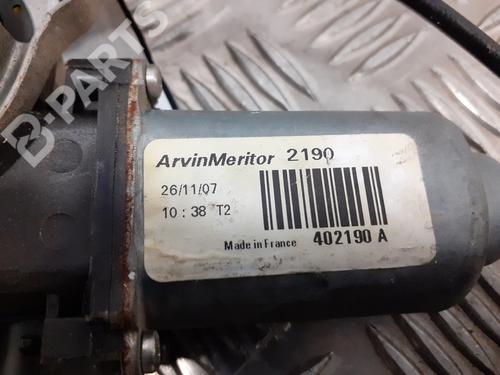 B-PARTS
ArvinMeritor 2190
26/11/07
10 : 38 T2
Made in France 402190 A